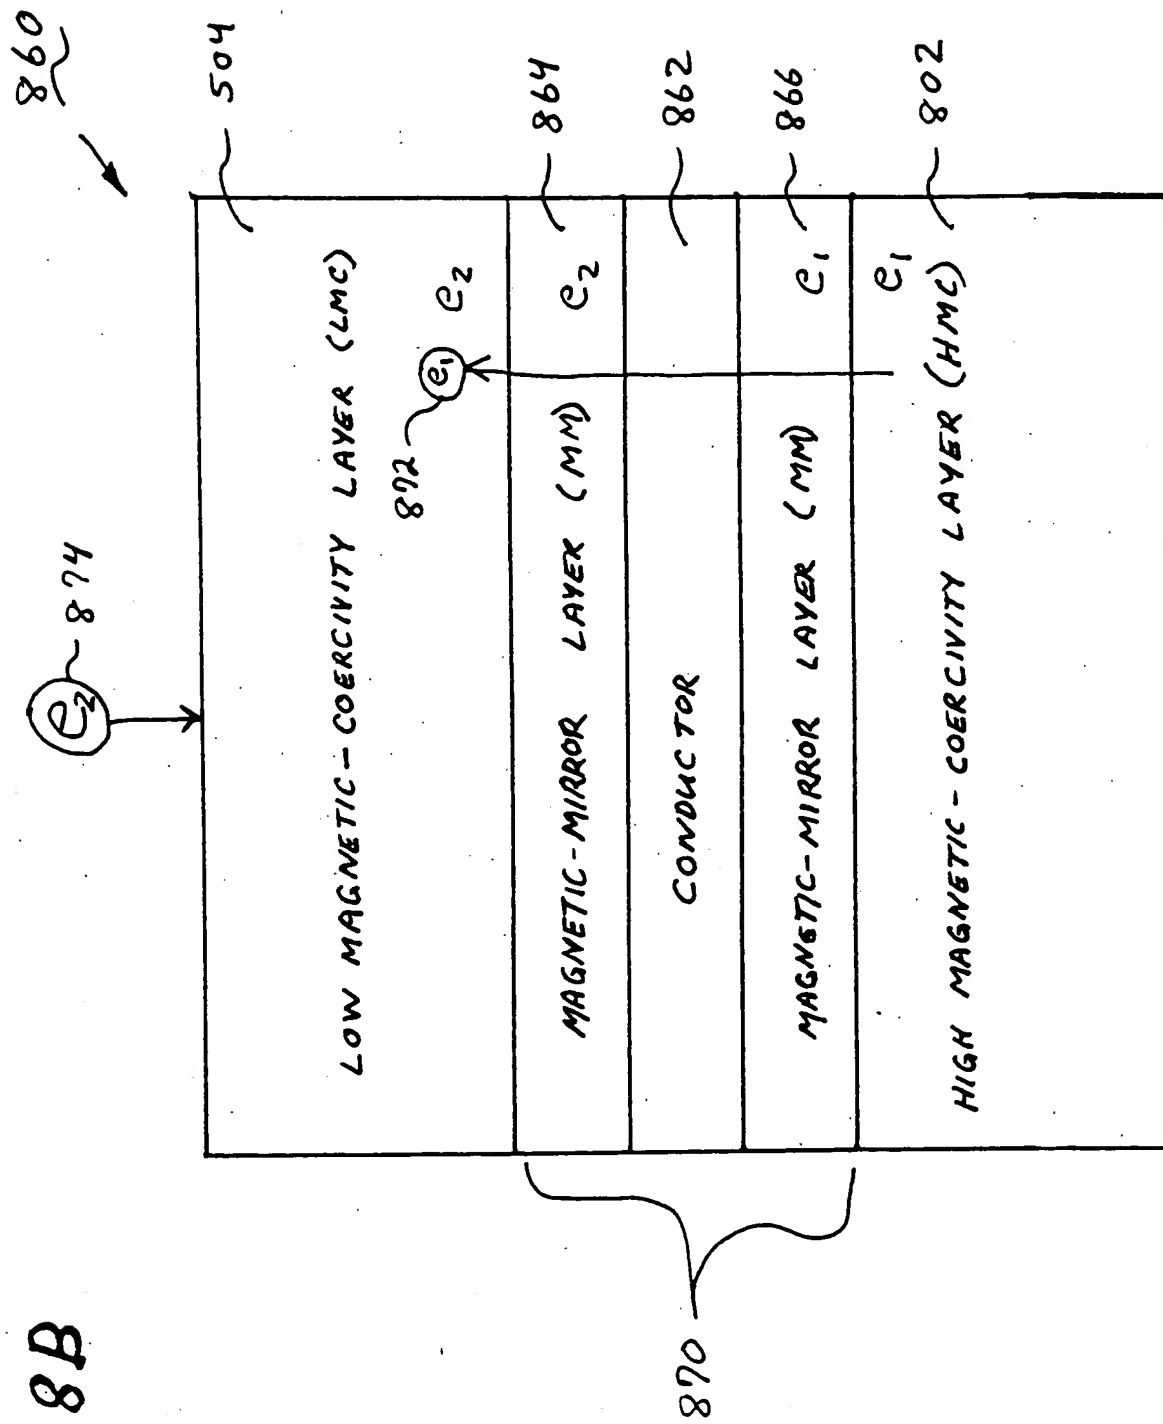 8B
860
e2
874
504
LOW MAGNETIC-COERCIVITY LAYER (LMC)
872
e1
e2
MAGNETIC-MIRROR LAYER (MM)
e2
864
CONDUCTOR
862
870
MAGNETIC-MIRROR LAYER (MM)
e1
866
e1
HIGH MAGNETIC-COERCIVITY LAYER (HMC)
802